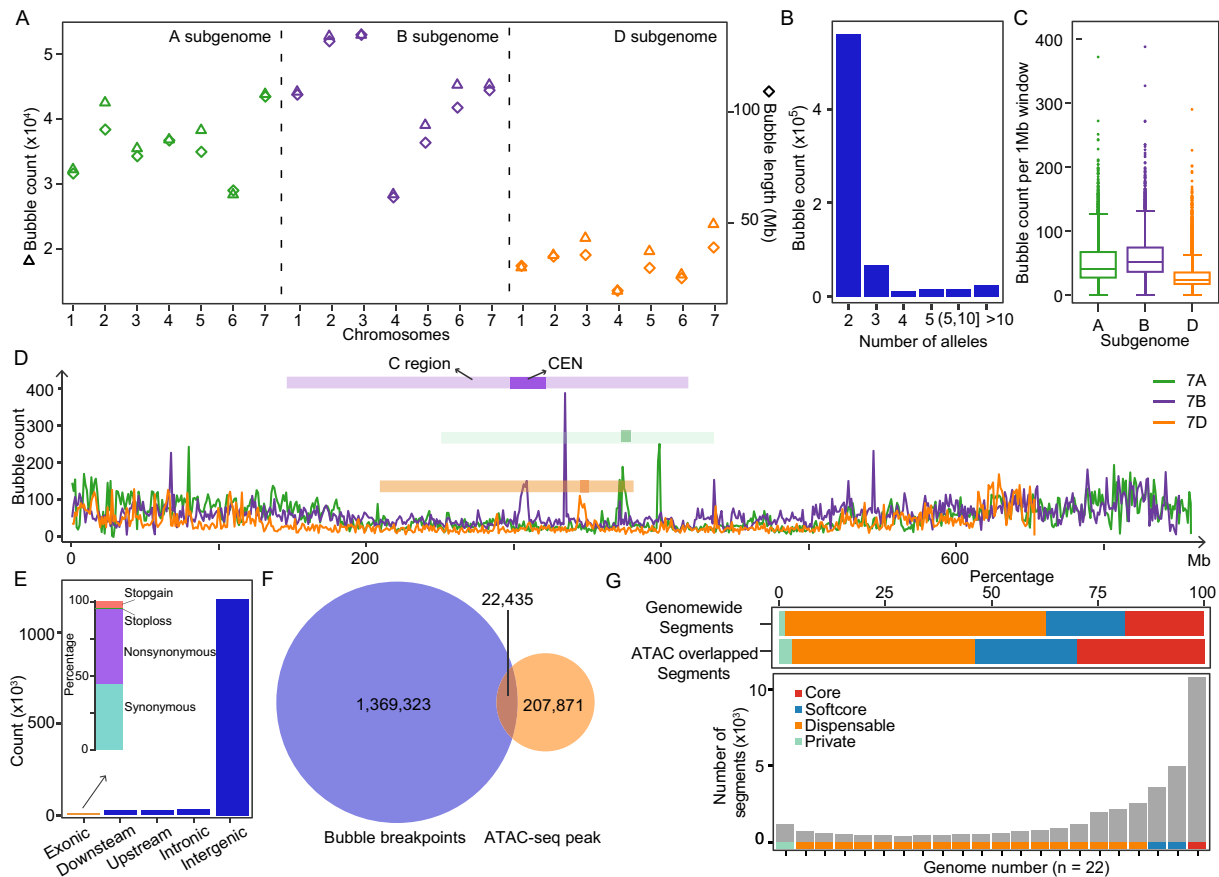 A
A subgenome
B subgenome
D subgenome
Bubble count (x10⁴)
5
4
3
2
1 2 3 4 5 6 7 1 2 3 4 5 6 7 1 2 3 4 5 6 7
Chromosomes
100
50
Bubble length (Mb)
B
Bubble count (x10⁵)
4
2
0
2 3 4 5 (5,10] >10
Number of alleles
C
Bubble count per 1Mb window
400
300
200
100
0
A B D
Subgenome
D
C region
CEN
Bubble count
400
300
200
100
0
0 200 400 600 Mb
7A
7B
7D
E
Count (x10³)
1000
500
0
Percentage
100
50
0
Stopgain
Stoploss
Nonsynonymous
Synonymous
Exonic
Downsteam
Upstream
Intronic
Intergenic
F
22,435
1,369,323
207,871
Bubble breakpoints
ATAC-seq peak
G
Percentage
0 25 50 75 100
Genomewide
Segments
ATAC overlapped
Segments
Number of
segments (x10³)
10
5
0
Core
Softcore
Dispensable
Private
Genome number (n = 22)